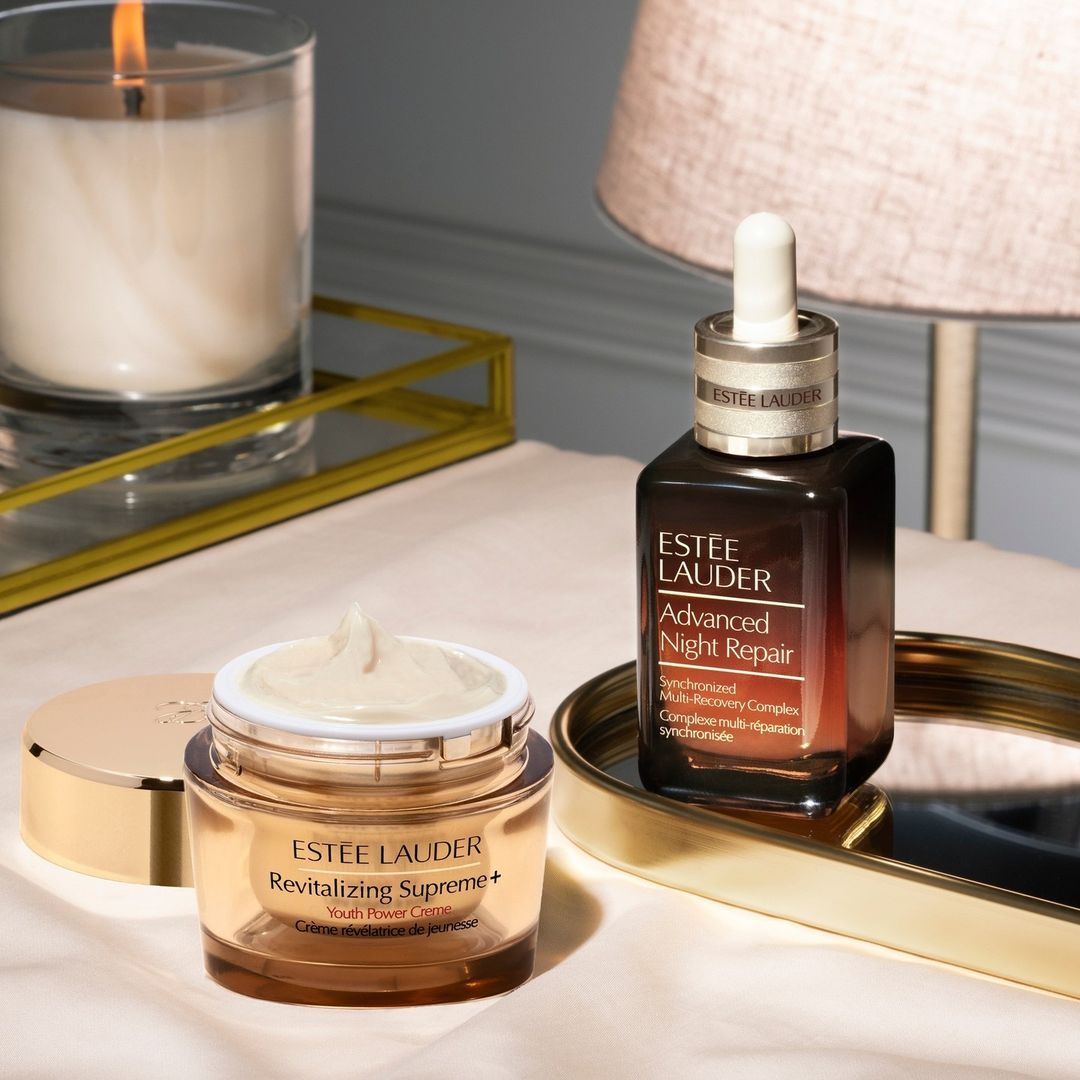 ESTĒE LAUDER
ESTĒE
LAUDER
Advanced
Night Repair
Synchronized
Multi-Recovery Complex
Complexe multi-réparation
synchronisée
ESTĒE LAUDER
Revitalizing Supreme+
Youth Power Creme
Crème révélatrice de jeunesse